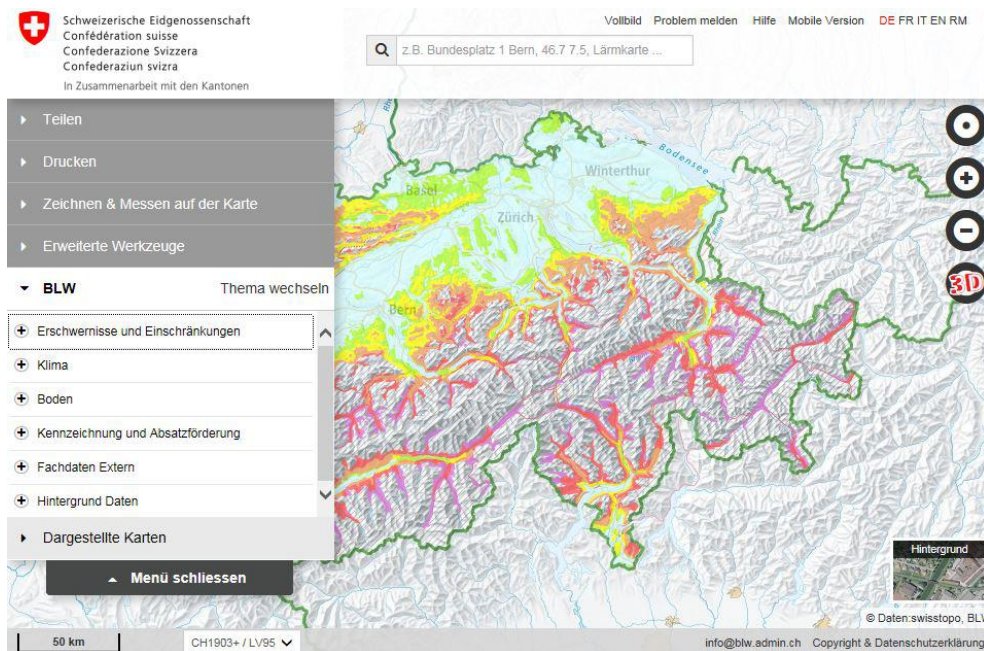 Schweizerische Eidgenossenschaft
Confédération suisse
Confederazione Svizzera
Confederaziun svizra
In Zusammenarbeit mit den Kantonen
Vollbild Problem melden Hilfe Mobile Version DE FR IT EN RM
z.B. Bundesplatz 1 Bern, 46.7 7.5, Lärmkarte ...
Teilen
Drucken
Zeichnen & Messen auf der Karte
Erweiterte Werkzeuge
BLW Thema wechseln
Erschwernisse und Einschränkungen
Klima
Boden
Kennzeichnung und Absatzförderung
Fachdaten Extern
Hintergrund Daten
Dargestellte Karten
Menü schliessen
Bodensee
Winterthur
Basel
Zürich
Bern
3D
Hintergrund
© Daten:swisstopo, BLW
50 km
CH1903+ / LV95
info@blw.admin.ch Copyright & Datenschutzerklärung